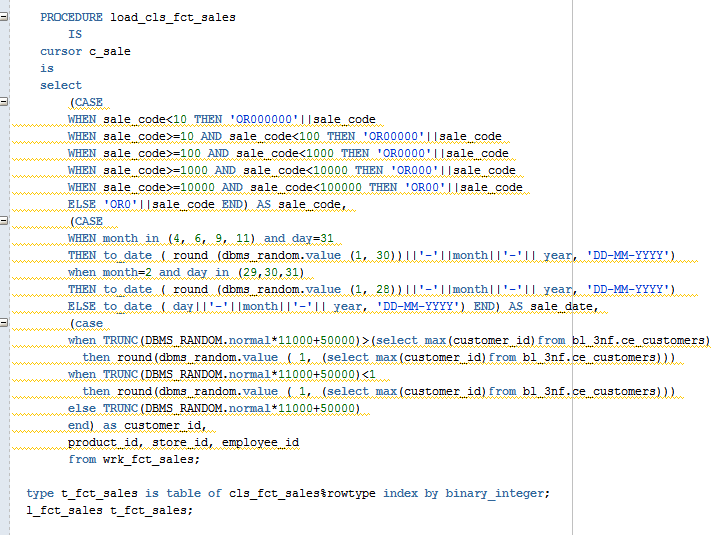 PROCEDURE load_cls_fct_sales
IS
cursor c_sale
is
select
(CASE
WHEN sale_code<10 THEN 'OR000000'||sale_code
WHEN sale_code>=10 AND sale_code<100 THEN 'OR00000'||sale_code
WHEN sale_code>=100 AND sale_code<1000 THEN 'OR0000'||sale_code
WHEN sale_code>=1000 AND sale_code<10000 THEN 'OR000'||sale_code
WHEN sale_code>=10000 AND sale_code<100000 THEN 'OR00'||sale_code
ELSE 'OR0'||sale_code END) AS sale_code,
(CASE
WHEN month in (4, 6, 9, 11) and day=31
THEN to_date ( round (dbms_random.value (1, 30))||'-'||month||'-'|| year, 'DD-MM-YYYY')
when month=2 and day in (29,30,31)
THEN to_date ( round (dbms_random.value (1, 28))||'-'||month||'-'|| year, 'DD-MM-YYYY')
ELSE to_date ( day||'-'||month||'-'|| year, 'DD-MM-YYYY') END) AS sale_date,
(case
when TRUNC(DBMS_RANDOM.normal*11000+50000)>(select max(customer_id)from bl_3nf.ce_customers)
then round(dbms_random.value ( 1, (select max(customer_id)from bl_3nf.ce_customers)))
when TRUNC(DBMS_RANDOM.normal*11000+50000)<1
then round(dbms_random.value ( 1, (select max(customer_id)from bl_3nf.ce_customers)))
else TRUNC(DBMS_RANDOM.normal*11000+50000)
end) as customer_id,
product_id, store_id, employee_id
from wrk_fct_sales;
type t_fct_sales is table of cls_fct_sales%rowtype index by binary_integer;
l_fct_sales t_fct_sales;